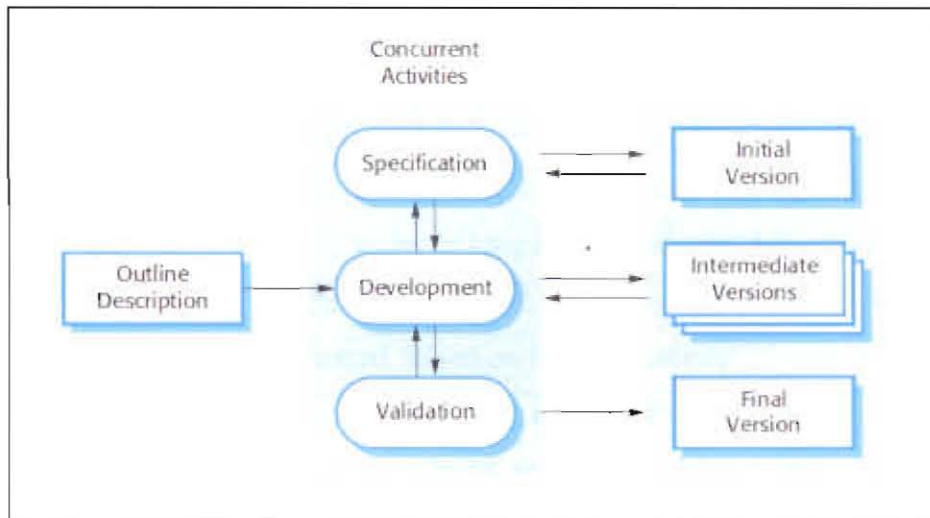 Concurrent
Activities
Specification
Initial
Version
Outline
Description
Development
Intermediate
Versions
Validation
Final
Version